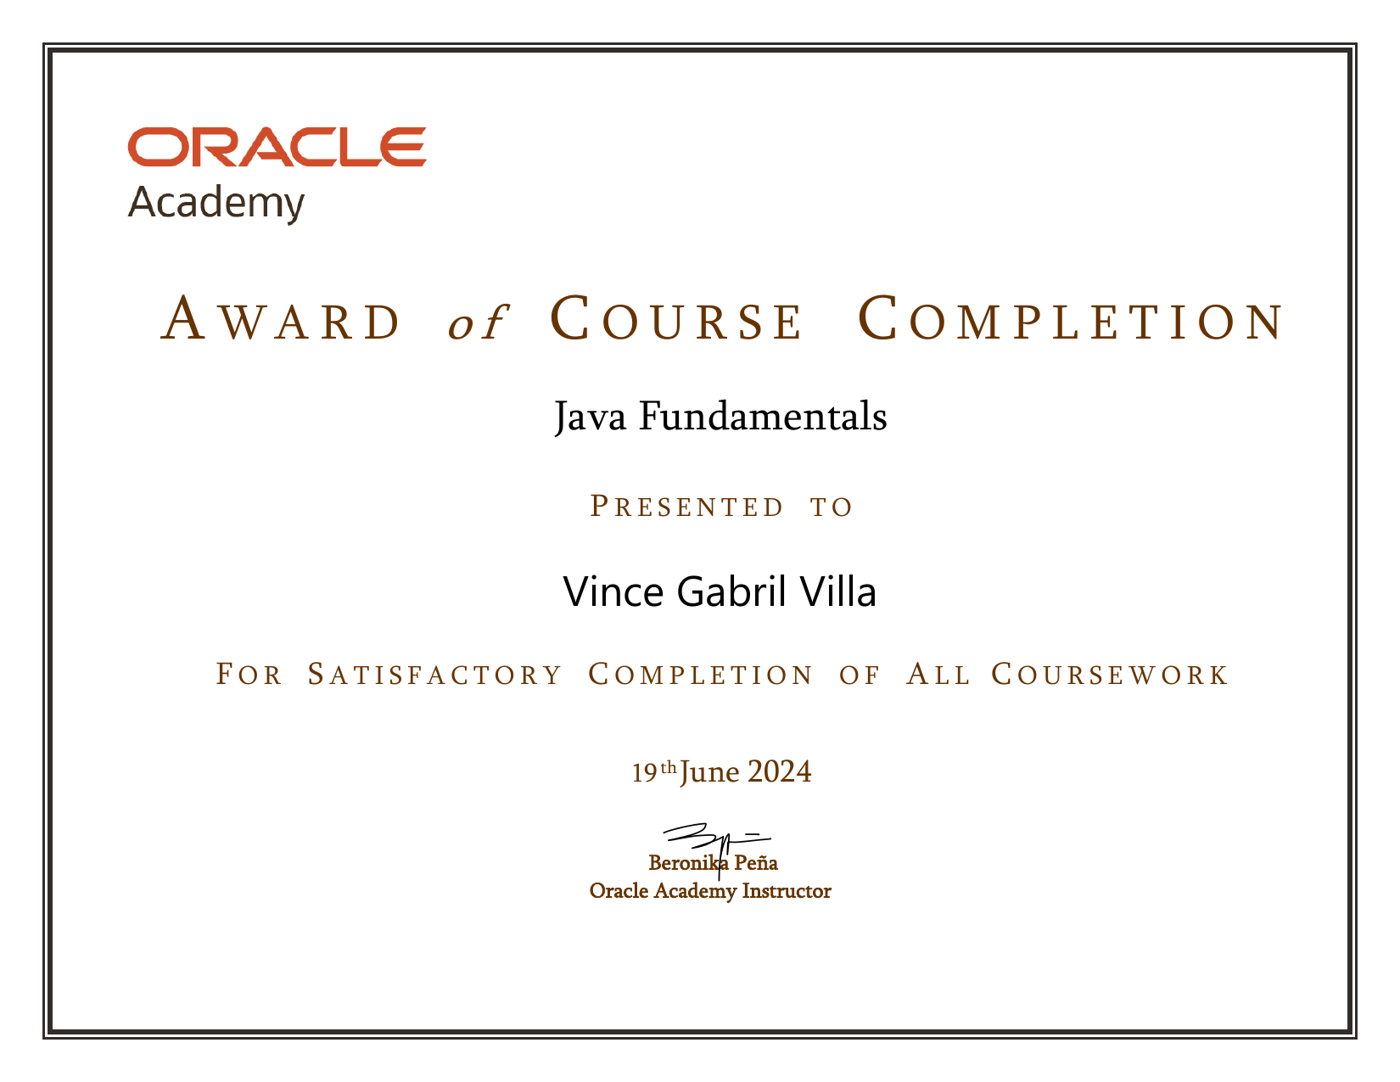 ORACLE
Academy
AWARD of COURSE COMPLETION
Java Fundamentals
PRESENTED TO
Vince Gabril Villa
FOR SATISFACTORY COMPLETION OF ALL COURSEWORK
19th June 2024
Beronika Peña
Oracle Academy Instructor